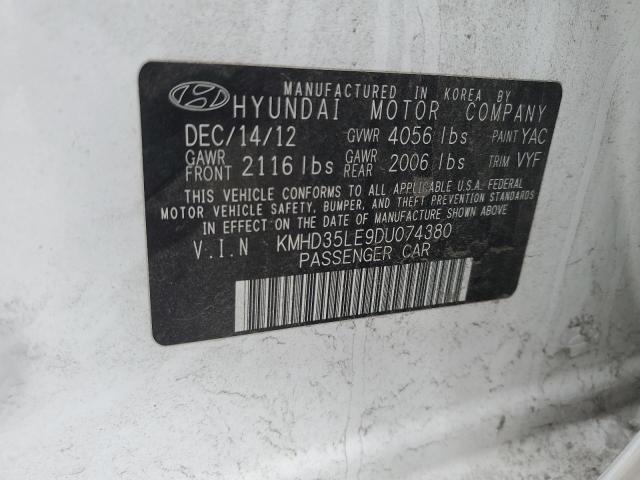 MANUFACTURED IN KOREA BY
HYUNDAI MOTOR COMPANY
DEC/14/12 GVWR 4056 lbs PAINT YAC
GAWR FRONT 2116 lbs GAWR REAR 2006 lbs TRIM VYF
THIS VEHICLE CONFORMS TO ALL APPLICABLE U.S.A. FEDERAL
MOTOR VEHICLE SAFETY, BUMPER, AND THEFT PREVENTION STANDARDS
IN EFFECT ON THE DATE OF MANUFACTURE SHOWN ABOVE
V.I.N KMHD35LE9DU074380
PASSENGER CAR